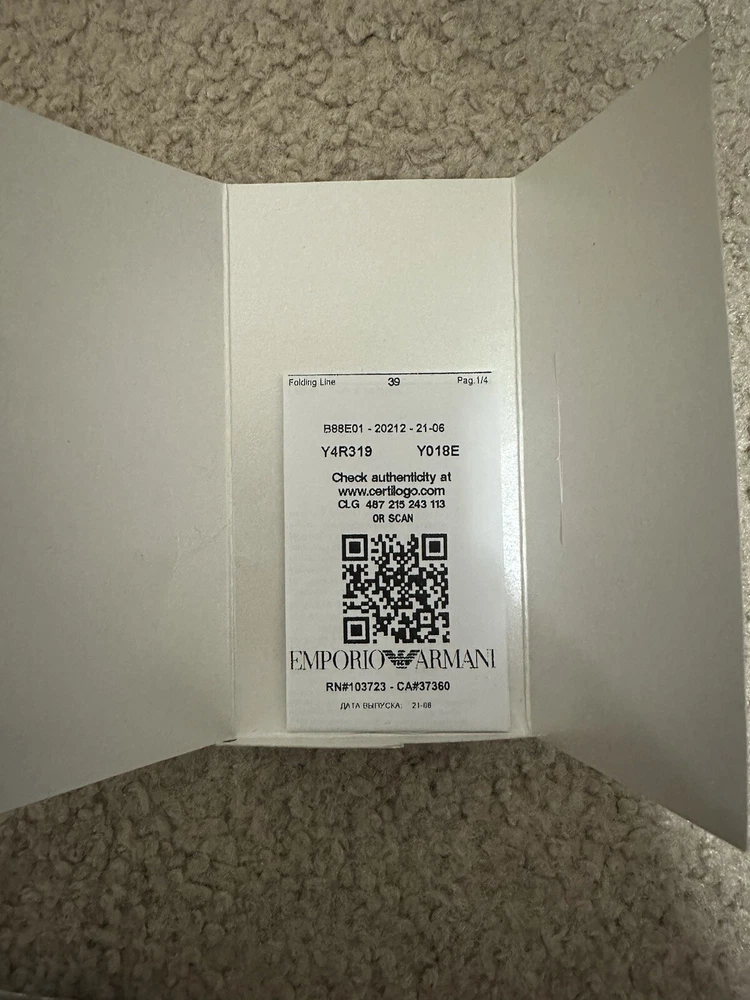 Folding Line 39 Pag.1/4
B88E01 - 20212 - 21-06
Y4R319 Y018E
Check authenticity at
www.certilogo.com
CLG 487 215 243 113
OR SCAN
EMPORIO ARMANI
RN#103723 - CA#37360
ДАТА ВЫПУСКА: 21-06